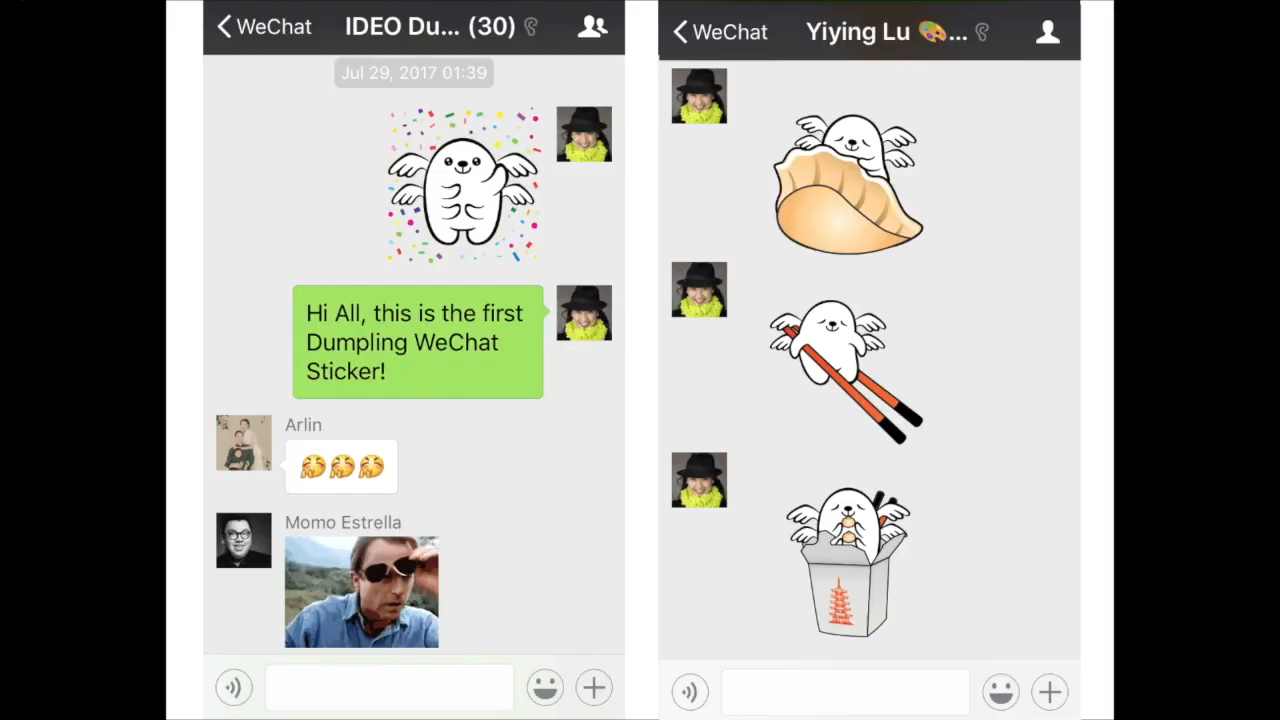 WeChat
IDEO Du... (30)
Jul 29, 2017 01:39
Hi All, this is the first
Dumpling WeChat
Sticker!
Arlin
Momo Estrella
WeChat
Yiying Lu 🎨...